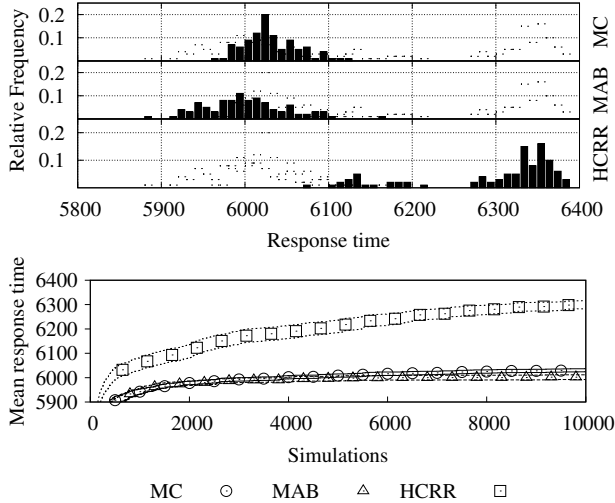 Relative Frequency
0.2
0.1
MC
0.2
0.1
MAB
0.2
0.1
HCRR
5800 5900 6000 6100 6200 6300 6400
Response time
Mean response time
6400
6300
6200
6100
6000
5900
0 2000 4000 6000 8000 10000
Simulations
MC MAB HCRR